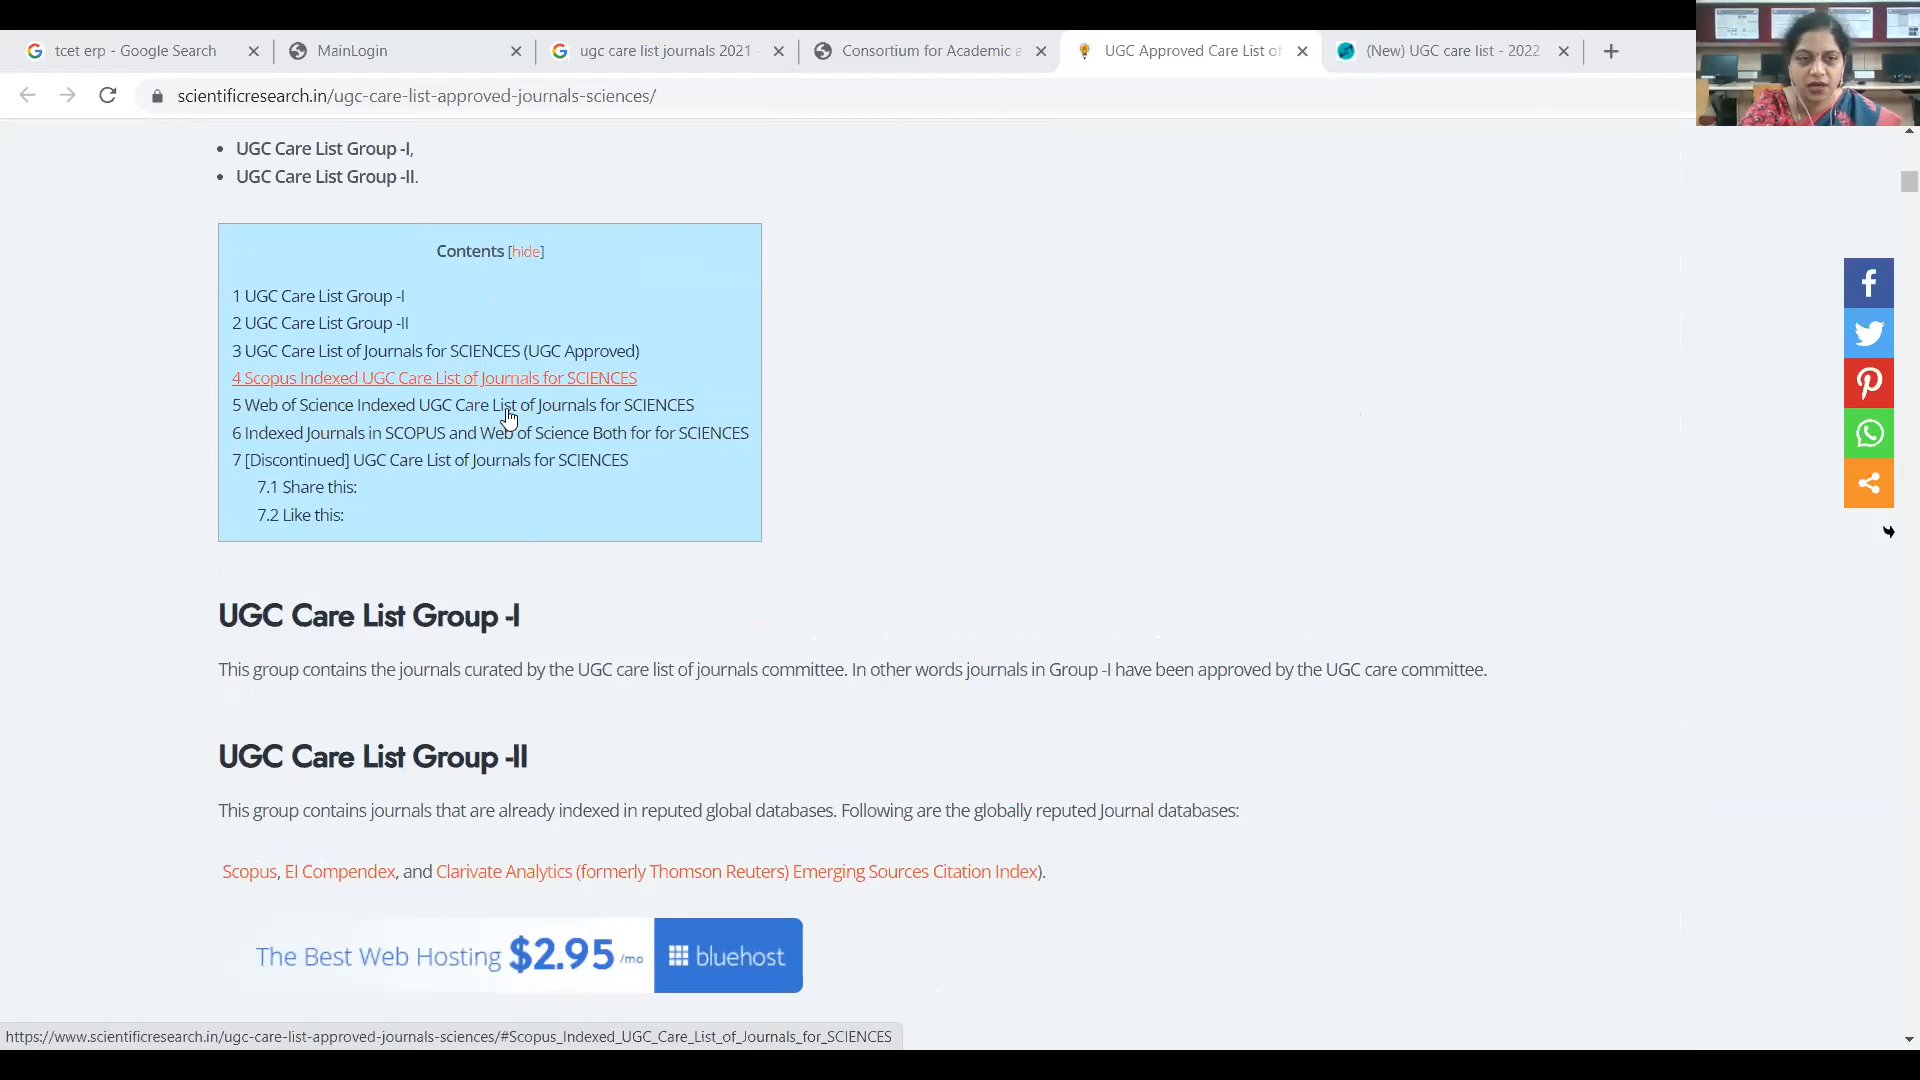 tcet erp - Google Search
MainLogin
ugc care list journals 2021
Consortium for Academic a
UGC Approved Care List of
(New) UGC care list - 2022
scientificresearch.in/ugc-care-list-approved-journals-sciences/
UGC Care List Group -I,
UGC Care List Group -II.
Contents [hide]
1 UGC Care List Group -I
2 UGC Care List Group -II
3 UGC Care List of Journals for SCIENCES (UGC Approved)
4 Scopus Indexed UGC Care List of Journals for SCIENCES
5 Web of Science Indexed UGC Care List of Journals for SCIENCES
6 Indexed Journals in SCOPUS and Web of Science Both for for SCIENCES
7 [Discontinued] UGC Care List of Journals for SCIENCES
7.1 Share this:
7.2 Like this:
UGC Care List Group -I
This group contains the journals curated by the UGC care list of journals committee. In other words journals in Group -I have been approved by the UGC care committee.
UGC Care List Group -II
This group contains journals that are already indexed in reputed global databases. Following are the globally reputed Journal databases:
Scopus, EI Compendex, and Clarivate Analytics (formerly Thomson Reuters) Emerging Sources Citation Index).
The Best Web Hosting $2.95 /mo bluehost
https://www.scientificresearch.in/ugc-care-list-approved-journals-sciences/#Scopus_Indexed_UGC_Care_List_of_Journals_for_SCIENCES